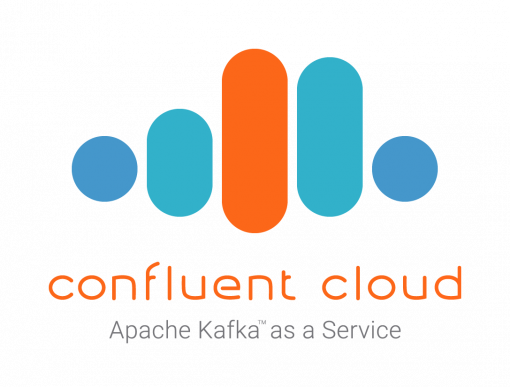 confluent cloud
Apache Kafka™ as a Service